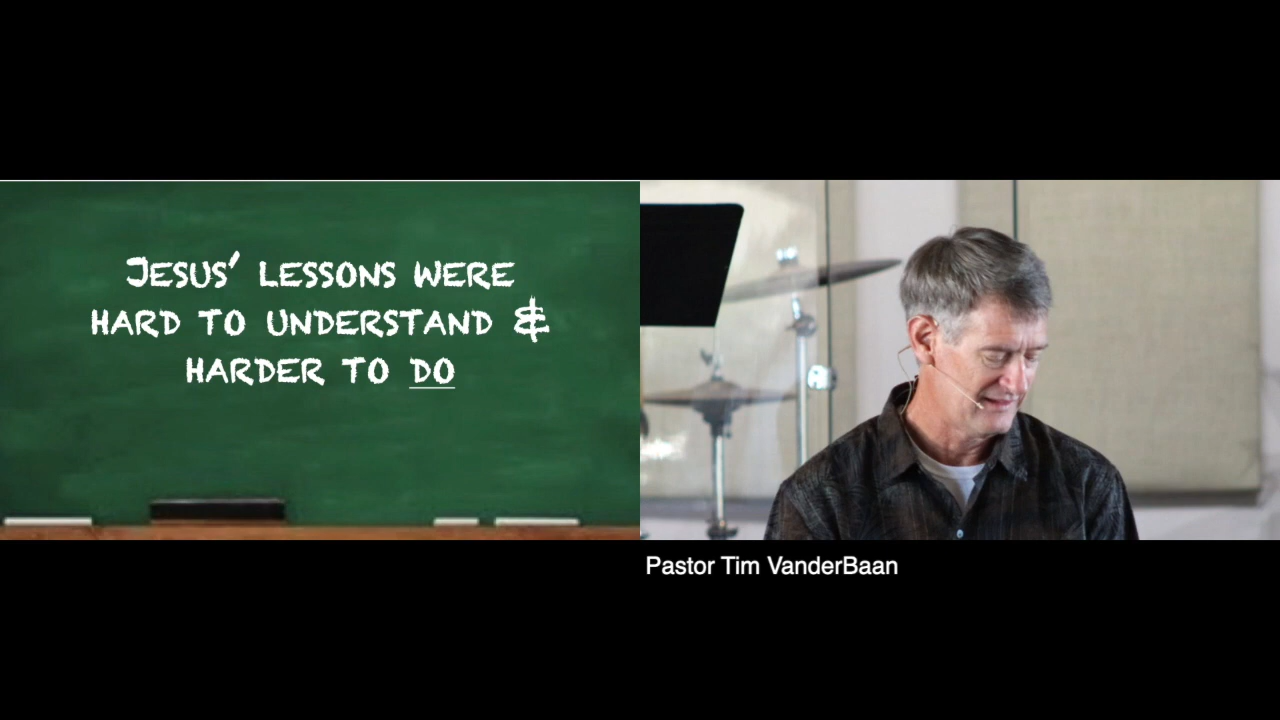 Jesus' lessons were
hard to understand &
harder to do
Pastor Tim VanderBaan